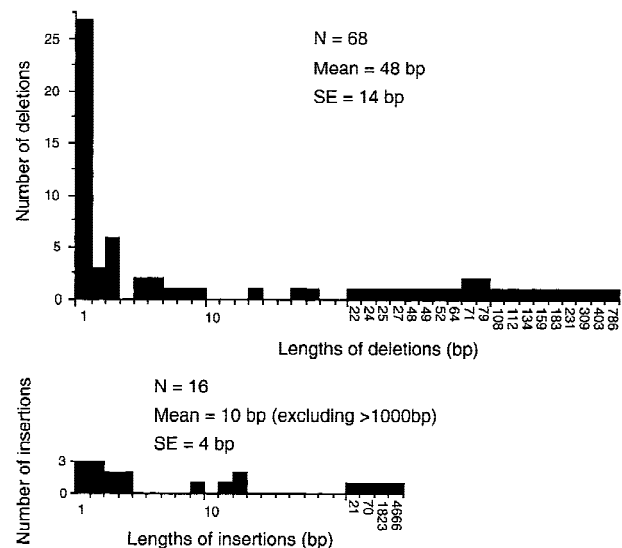 25
20
15
10
5
0
Number of deletions
N = 68
Mean = 48 bp
SE = 14 bp
1 10 22 24 25 27 48 49 52 64 71 79 108 112 134 159 183 231 309 403 786
Lengths of deletions (bp)
N = 16
Mean = 10 bp (excluding >1000bp)
SE = 4 bp
3
0
Number of insertions
1 10 21 70 1823 4666
Lengths of insertions (bp)